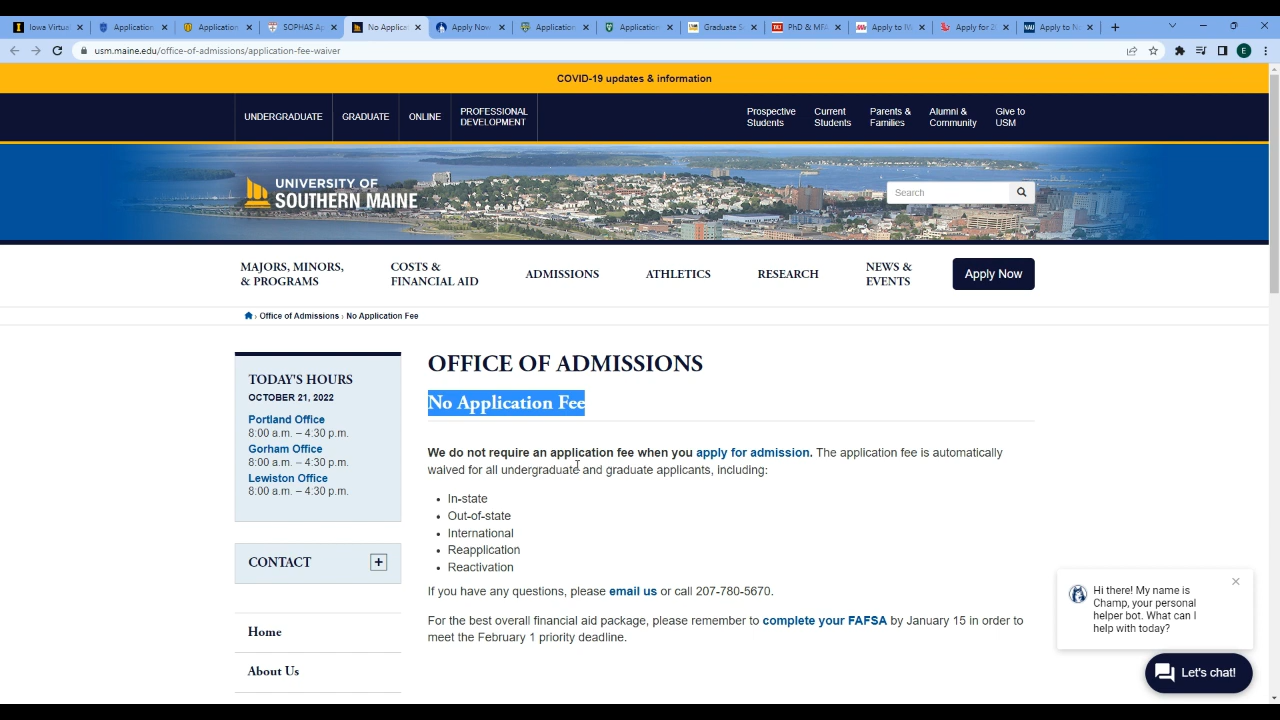 Iowa Virtu
Application
Application
SOPHAS Ap
No Applicat
Apply Now
Application
Application
Graduate S
PhD & MFA
Apply to IW
Apply for 2
Apply to No
usm.maine.edu/office-of-admissions/application-fee-waiver
E
COVID-19 updates & information
UNDERGRADUATE GRADUATE ONLINE PROFESSIONAL DEVELOPMENT
Prospective Students
Current Students
Parents & Families
Alumni & Community
Give to USM
UNIVERSITY OF
SOUTHERN MAINE
Search
MAJORS, MINORS,
& PROGRAMS
COSTS &
FINANCIAL AID
ADMISSIONS
ATHLETICS
RESEARCH
NEWS &
EVENTS
Apply Now
› Office of Admissions › No Application Fee
TODAY'S HOURS
OCTOBER 21, 2022
Portland Office
8:00 a.m. – 4:30 p.m.
Gorham Office
8:00 a.m. – 4:30 p.m.
Lewiston Office
8:00 a.m. – 4:30 p.m.
CONTACT +
Home
About Us
OFFICE OF ADMISSIONS
No Application Fee
We do not require an application fee when you apply for admission. The application fee is automatically
waived for all undergraduate and graduate applicants, including:
• In-state
• Out-of-state
• International
• Reapplication
• Reactivation
If you have any questions, please email us or call 207-780-5670.
For the best overall financial aid package, please remember to complete your FAFSA by January 15 in order to
meet the February 1 priority deadline.
Hi there! My name is
Champ, your personal
helper bot. What can I
help with today?
Let's chat!